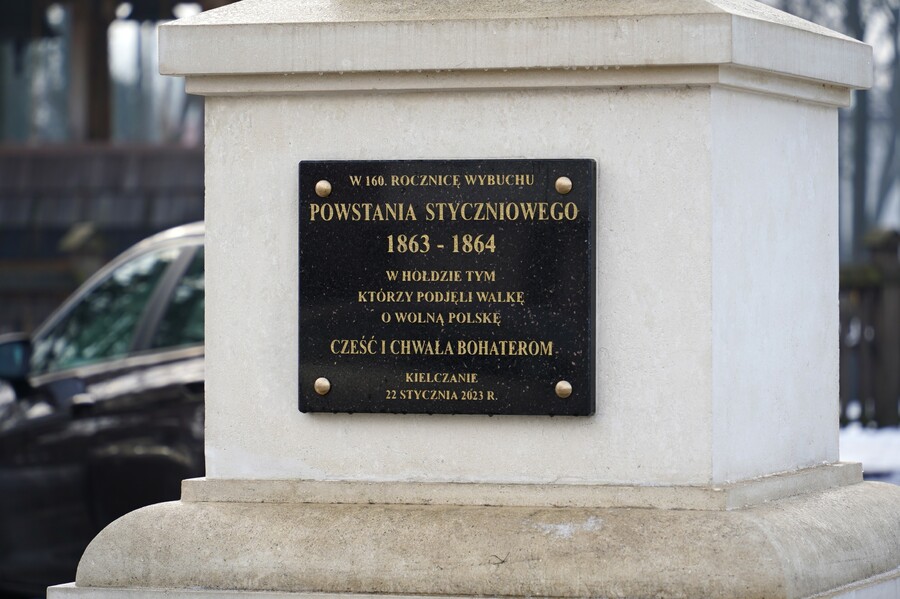 W 160. ROCZNICĘ WYBUCHU
POWSTANIA STYCZNIOWEGO
1863 - 1864
W HOŁDZIE TYM
KTÓRZY PODJĘLI WALKĘ
O WOLNĄ POLSKĘ
CZEŚĆ I CHWAŁA BOHATEROM
KIELCZANIE
22 STYCZNIA 2023 R.